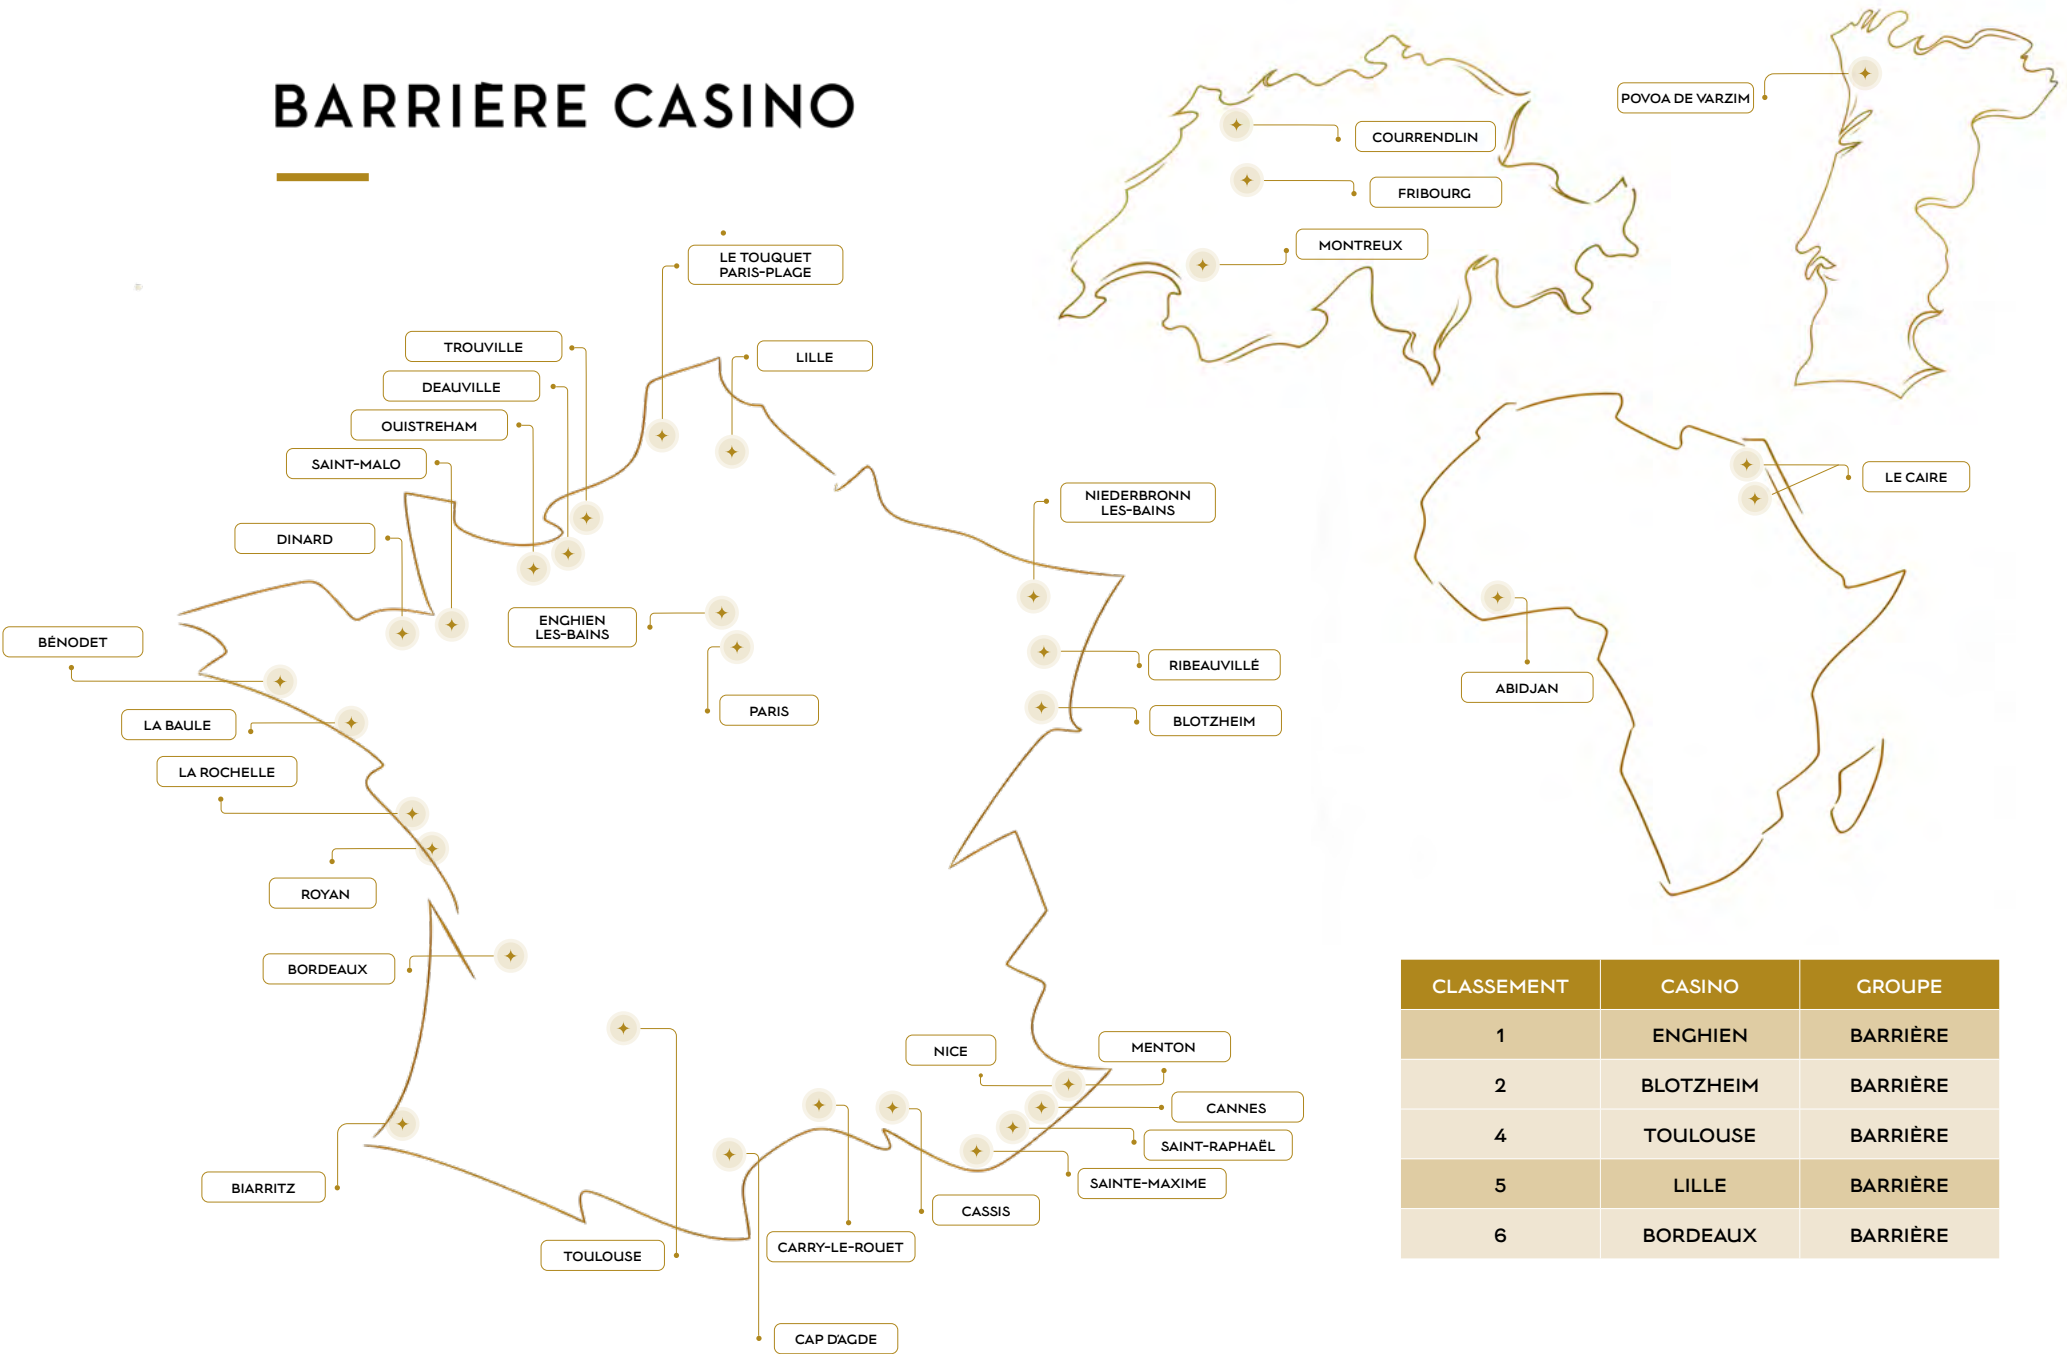 BARRIÈRE CASINO
LE TOUQUET
PARIS-PLAGE
TROUVILLE
LILLE
DEAUVILLE
OUISTREHAM
SAINT-MALO
DINARD
NIEDERBRONN
LES-BAINS
ENGHIEN
LES-BAINS
BÉNODET
PARIS
RIBEAUVILLÉ
BLOTZHEIM
LA BAULE
LA ROCHELLE
ROYAN
BORDEAUX
NICE
MENTON
CANNES
SAINT-RAPHAËL
SAINTE-MAXIME
BIARRITZ
CASSIS
TOULOUSE
CARRY-LE-ROUET
CAP D'AGDE
COURRENDLIN
FRIBOURG
MONTREUX
POVOA DE VARZIM
LE CAIRE
ABIDJAN
CLASSEMENT CASINO GROUPE
1 ENGHIEN BARRIÈRE
2 BLOTZHEIM BARRIÈRE
4 TOULOUSE BARRIÈRE
5 LILLE BARRIÈRE
6 BORDEAUX BARRIÈRE